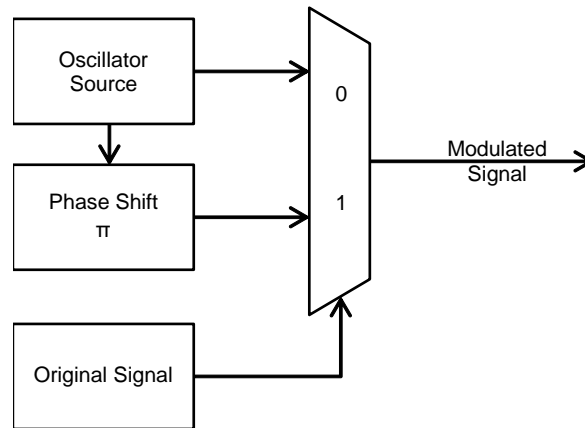 Oscillator
Source
0
Phase Shift
π
1
Modulated
Signal
Original Signal